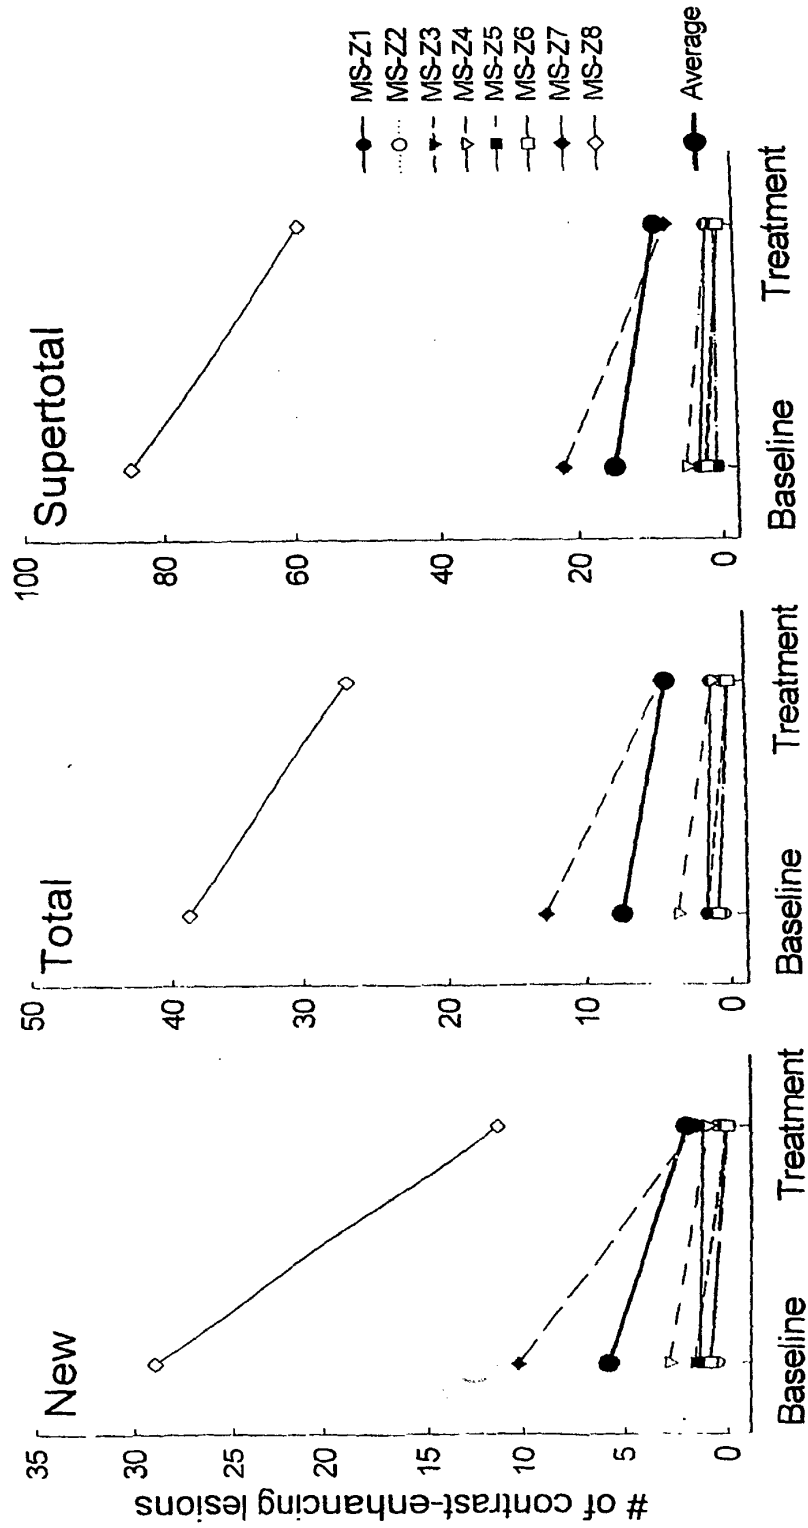 # of contrast-enhancing lesions
New
35
30
25
20
15
10
5
0
Baseline Treatment
Total
50
40
30
20
10
0
Baseline Treatment
Supertotal
100
80
60
40
20
0
Baseline Treatment
MS-Z1
MS-Z2
MS-Z3
MS-Z4
MS-Z5
MS-Z6
MS-Z7
MS-Z8
Average